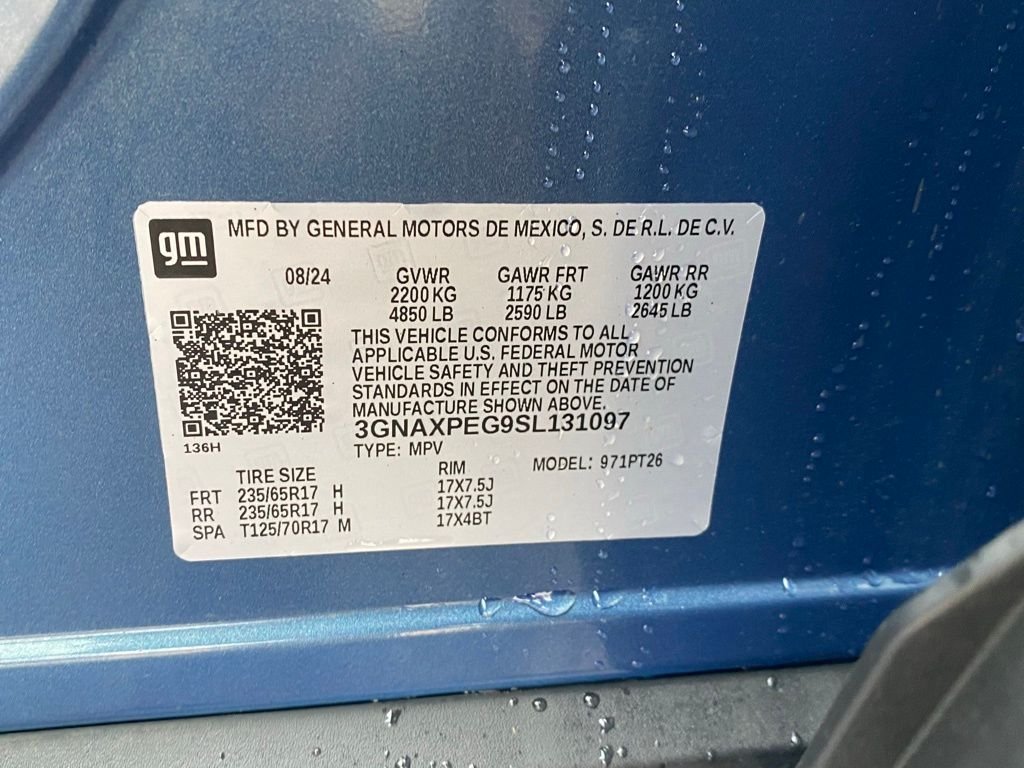 gm
MFD BY GENERAL MOTORS DE MEXICO, S. DE R.L. DE C.V.
08/24 GVWR GAWR FRT GAWR RR
2200 KG 1175 KG 1200 KG
4850 LB 2590 LB 2645 LB
THIS VEHICLE CONFORMS TO ALL
APPLICABLE U.S. FEDERAL MOTOR
VEHICLE SAFETY AND THEFT PREVENTION
STANDARDS IN EFFECT ON THE DATE OF
MANUFACTURE SHOWN ABOVE.
3GNAXPEG9SL131097
136H
TYPE: MPV MODEL: 971PT26
TIRE SIZE RIM
FRT 235/65R17 H 17X7.5J
RR 235/65R17 H 17X7.5J
SPA T125/70R17 M 17X4BT